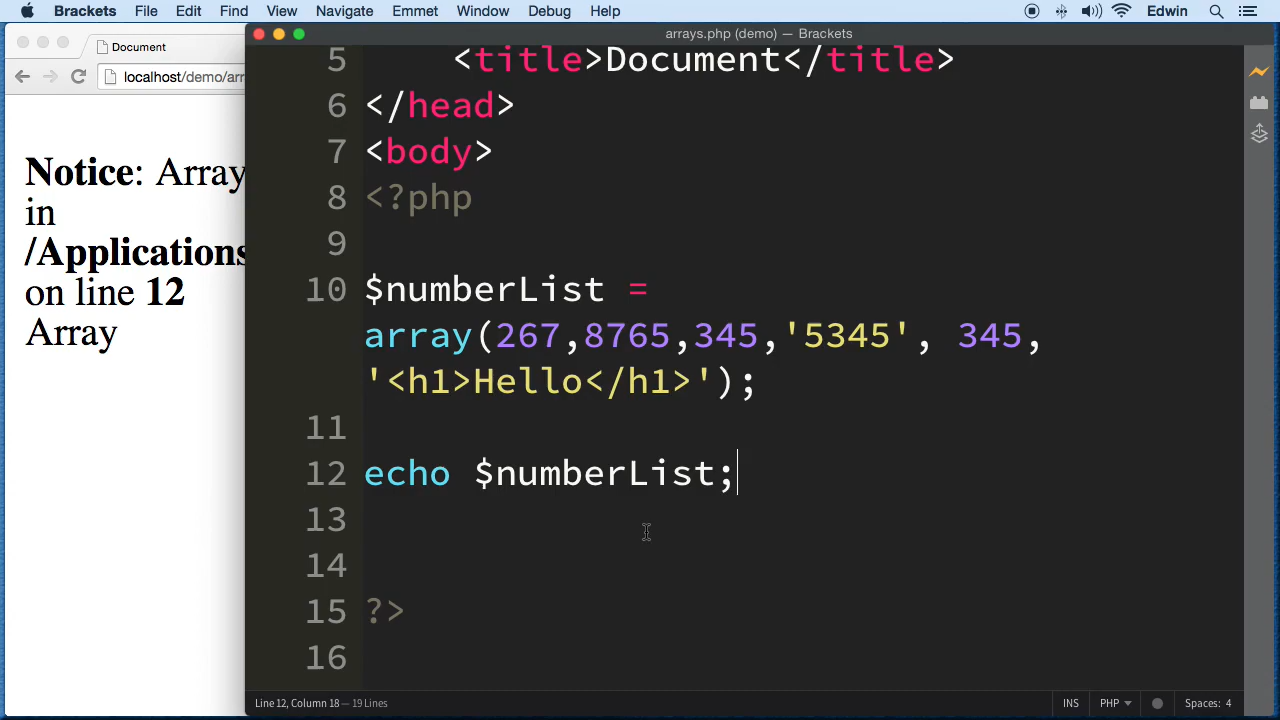 Brackets File Edit Find View Navigate Emmet Window Debug Help Edwin
Document
localhost/demo/arr
Notice: Array
in
/Applications
on line 12
Array
arrays.php (demo) — Brackets
5 <title>Document</title>
6 </head>
7 <body>
8 <?php
9
10 $numberList =
array(267,8765,345,'5345', 345,
'<h1>Hello</h1>');
11
12 echo $numberList;
13
14
15 ?>
16
Line 12, Column 18 — 19 Lines INS PHP Spaces: 4